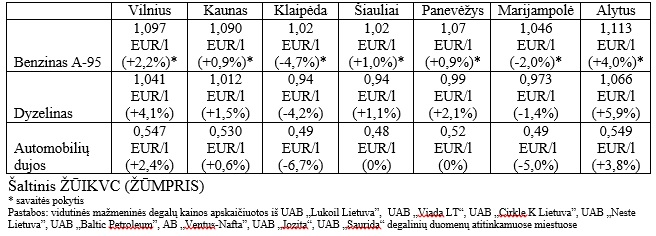 Vilnius Kaunas Klaipėda Šiauliai Panevėžys Marijampolė Alytus
1,097 1,090 1,02 1,02 1,07 1,046 1,113
EUR/l EUR/l EUR/l EUR/l EUR/l EUR/l EUR/l
Benzinas A-95 (+2,2%)* (+0,9%)* (-4,7%)* (+1,0%)* (+0,9%)* (-2,0%)* (+4,0%)*
1,041 1,012 0,94 0,94 0,99 0,973 1,066
EUR/l EUR/l EUR/l EUR/l EUR/l EUR/l EUR/l
Dyzelinas (+4,1%) (+1,5%) (-4,2%) (+1,1%) (+2,1%) (-1,4%) (+5,9%)
0,547 0,530 0,49 0,48 0,52 0,49 0,549
Automobilių EUR/l EUR/l EUR/l EUR/l EUR/l EUR/l EUR/l
dujos (+2,4%) (+0,6%) (-6,7%) (0%) (0%) (-5,0%) (+3,8%)
Šaltinis ŽŪIKVC (ŽŪMPRIS)
* savaitės pokytis
Pastabos: vidutinės mažmeninės degalų kainos apskaičiuotos iš UAB „Lukoil Lietuva”, UAB „Viada LT“, UAB „Cirkle K Lietuva”, UAB „Neste
Lietuva”, UAB „Baltic Petroleum”, AB „Ventus-Nafta”, UAB „Jozita”, UAB „Saurida” degalinių duomenų atitinkamuose miestuose